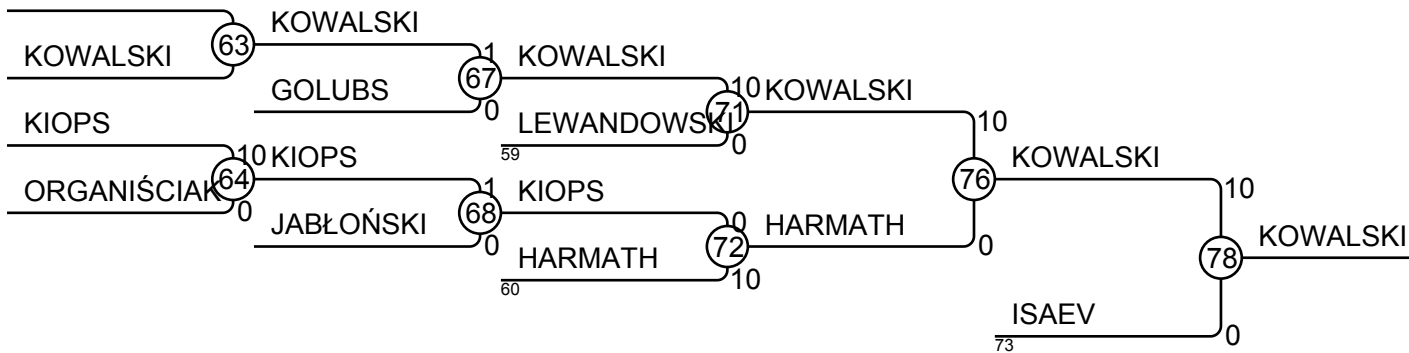 KOWALSKI
63
KOWALSKI
1
KOWALSKI
GOLUBS
67
0
10
KOWALSKI
KIOPS
LEWANDOWSKI
71
0
59
10
KIOPS
ORGANIŚCIAK
64
0
1
KIOPS
JABŁOŃSKI
68
0
0
HARMATH
HARMATH
72
10
60
10
KOWALSKI
76
0
10
KOWALSKI
78
ISAEV
0
73